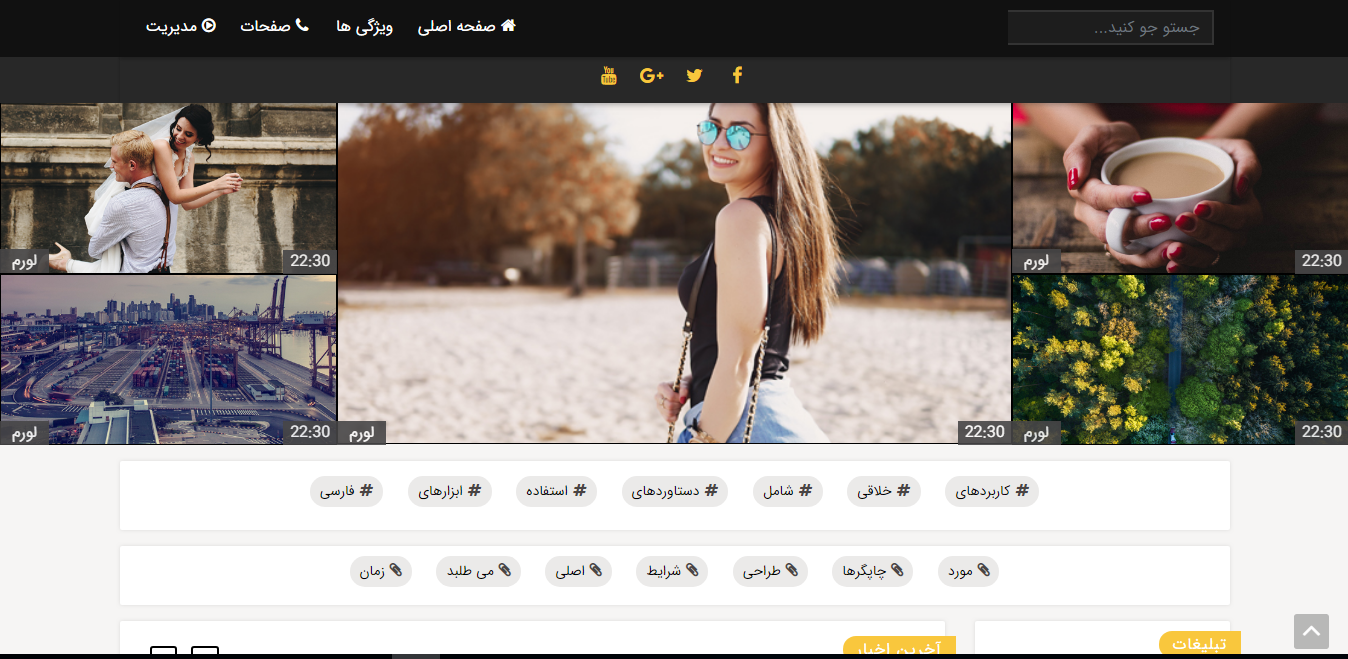 صفحه اصلی ویژگی ها صفحات مدیریت
جستو جو کنید...
You Tube G+ f
22:30 لورم
22:30 لورم
22:30 لورم
22:30 لورم
22:30 لورم
# کاربردهای # خلاقی # شامل # دستاوردهای # استفاده # ابزارهای # فارسی
مورد چاپگرها طراحی شرایط اصلی می طلبد زمان
تبلیغات
آخرین اخبار